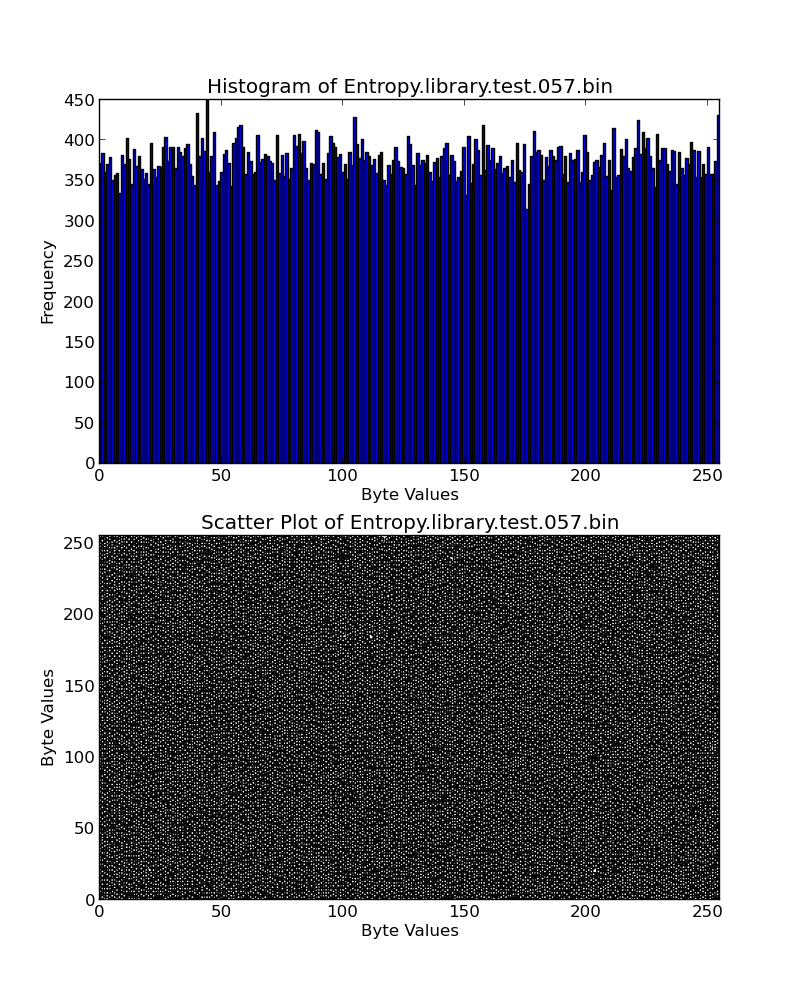 Histogram of Entropy.library.test.057.bin
450
400
350
300
250
200
150
100
50
0
Frequency
0 50 100 150 200 250
Byte Values
Scatter Plot of Entropy.library.test.057.bin
250
200
150
100
50
0
Byte Values
0 50 100 150 200 250
Byte Values